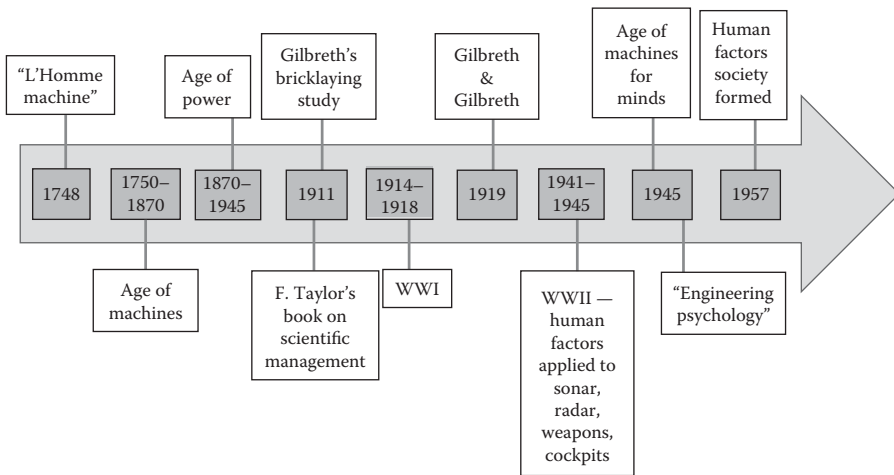 “L’Homme
machine”
Age of
power
Gilbreth’s
bricklaying
study
Gilbreth
&
Gilbreth
Age of
machines
for
minds
Human
factors
society
formed
1748
1750–
1870
1870–
1945
1911
1914–
1918
1919
1941–
1945
1945
1957
Age of
machines
F. Taylor’s
book on
scientific
management
WWI
WWII —
human
factors
applied to
sonar,
radar,
weapons,
cockpits
“Engineering
psychology”